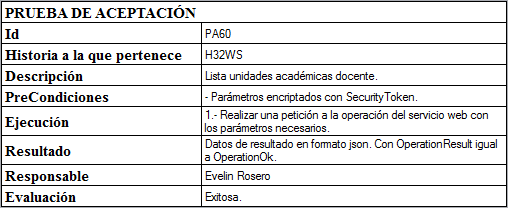 PRUEBA DE ACEPTACIÓN
Id PA60
Historia a la que pertenece H32WS
Descripción Lista unidades académicas docente.
PreCondiciones - Parámetros encriptados con SecurityToken.
Ejecución 1.- Realizar una petición a la operación del servicio web con
los parámetros necesarios.
Resultado Datos de resultado en formato json. Con OperationResult igual
a OperationOk.
Responsable Evelin Rosero
Evaluación Exitosa.